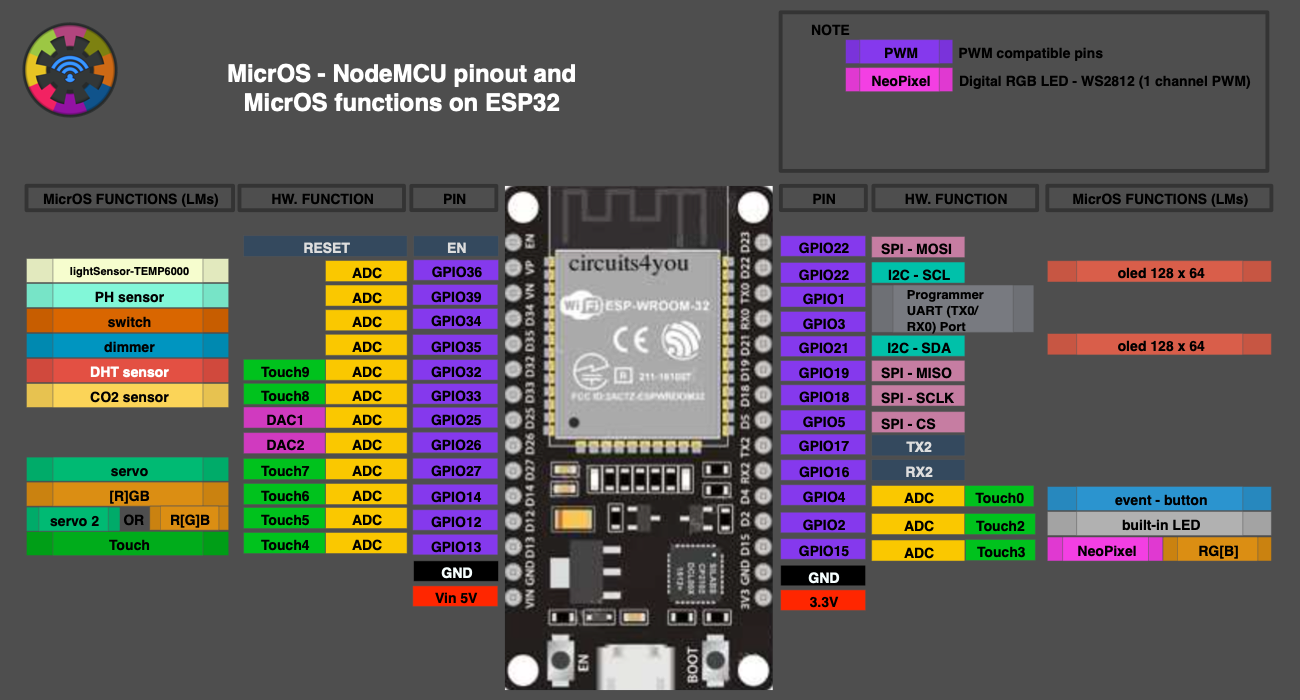 MicrOS - NodeMCU pinout and
MicrOS functions on ESP32
NOTE
PWM PWM compatible pins
NeoPixel Digital RGB LED - WS2812 (1 channel PWM)
MicrOS FUNCTIONS (LMs) HW. FUNCTION PIN
RESET EN
lightSensor-TEMP6000 ADC GPIO36
PH sensor ADC GPIO39
switch ADC GPIO34
dimmer ADC GPIO35
DHT sensor Touch9 ADC GPIO32
CO2 sensor Touch8 ADC GPIO33
DAC1 ADC GPIO25
DAC2 ADC GPIO26
servo Touch7 ADC GPIO27
[R]GB Touch6 ADC GPIO14
servo 2 OR R[G]B Touch5 ADC GPIO12
Touch Touch4 ADC GPIO13
GND
Vin 5V
EN
VP
VN
D34
D35
D32
D33
D25
D26
D27
D14
D12
D13
GND
VIN
circuits4you
WiFi ESP-WROOM-32
CE
R 211-161007
FCC ID:2AC7Z-ESPWROOM32
SILABS
CP2102
EN
BOOT
D23
D22
TX0
RX0
D21
D19
D18
D5
TX2
RX2
D4
D2
D15
GND
3V3
PIN HW. FUNCTION MicrOS FUNCTIONS (LMs)
GPIO22 SPI - MOSI
GPIO22 I2C - SCL oled 128 x 64
GPIO1 Programmer
UART (TX0/
GPIO3 RX0) Port
GPIO21 I2C - SDA oled 128 x 64
GPIO19 SPI - MISO
GPIO18 SPI - SCLK
GPIO5 SPI - CS
GPIO17 TX2
GPIO16 RX2
GPIO4 ADC Touch0 event - button
GPIO2 ADC Touch2 built-in LED
GPIO15 ADC Touch3 NeoPixel RG[B]
GND
3.3V